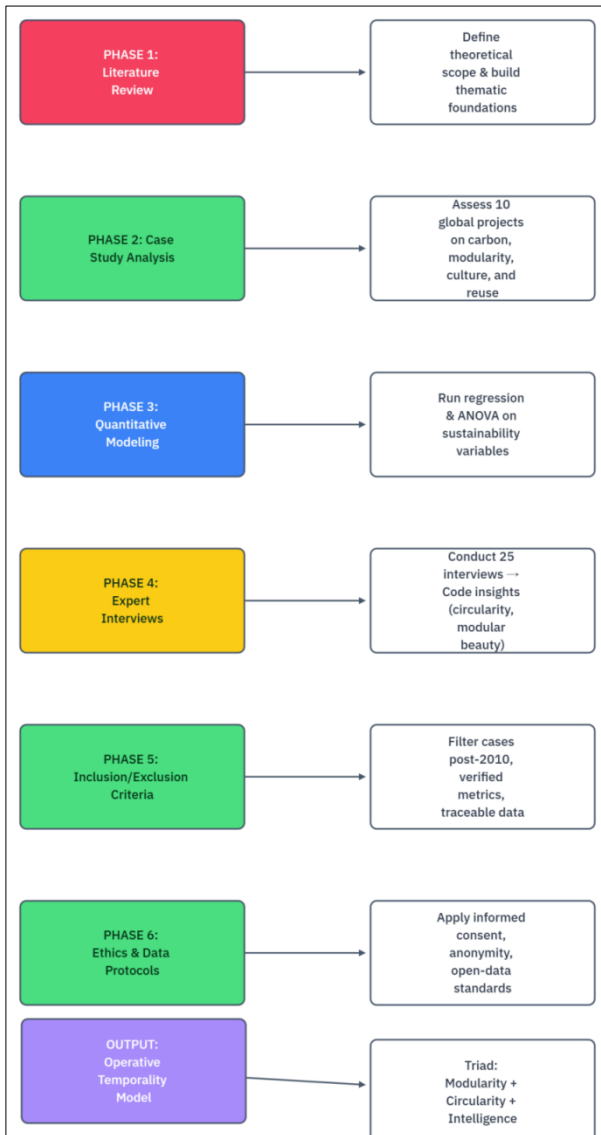 PHASE 1:
Literature
Review
Define
theoretical
scope & build
thematic
foundations
PHASE 2: Case
Study Analysis
Assess 10
global projects
on carbon,
modularity,
culture, and
reuse
PHASE 3:
Quantitative
Modeling
Run regression
& ANOVA on
sustainability
variables
PHASE 4:
Expert
Interviews
Conduct 25
interviews →
Code insights
(circularity,
modular
beauty)
PHASE 5:
Inclusion/Exclusion
Criteria
Filter cases
post-2010,
verified
metrics,
traceable data
PHASE 6:
Ethics & Data
Protocols
Apply informed
consent,
anonymity,
open-data
standards
OUTPUT:
Operative
Temporality
Model
Triad:
Modularity +
Circularity +
Intelligence